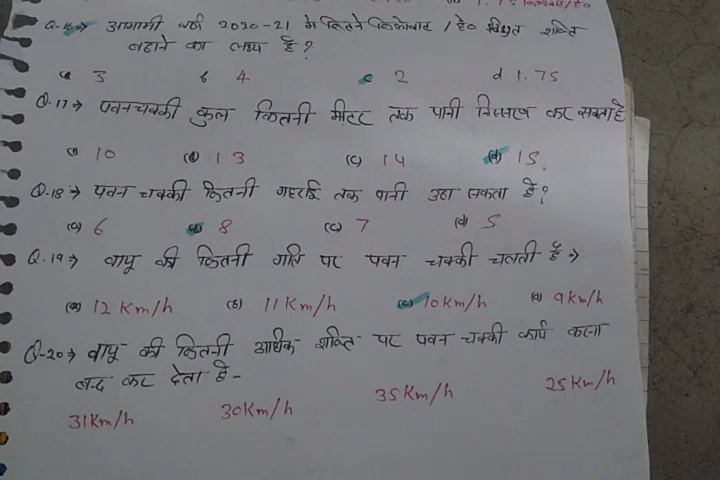 Q.16→ आगामी वर्ष 2020-21 मे कितने किलोवाट / हे० विधुत शक्ति
बढाने का लक्ष्य है?
a 3 b 4 c 2 d 1.75
Q.17→ पवनचक्की कुल कितनी मीटर तक पानी निस्सारण कर सकता है
(a) 10 (b) 13 (c) 14 (d) 15.
Q.18→ पवन चक्की कितनी गहराई तक पानी उठा सकता है?
(a) 6 (b) 8 (c) 7 (d) 5
Q.19→ वायु की कितनी गति पर पवन चक्की चलती है →
(a) 12 Km/h (b) 11 Km/h (c) 10 Km/h (d) 9 Km/h
Q-20→ वायु की कितनी अधिक शक्ति पर पवन चक्की कार्य करना
बन्द कर देता है -
31 Km/h 30 Km/h 35 Km/h 25 Km/h